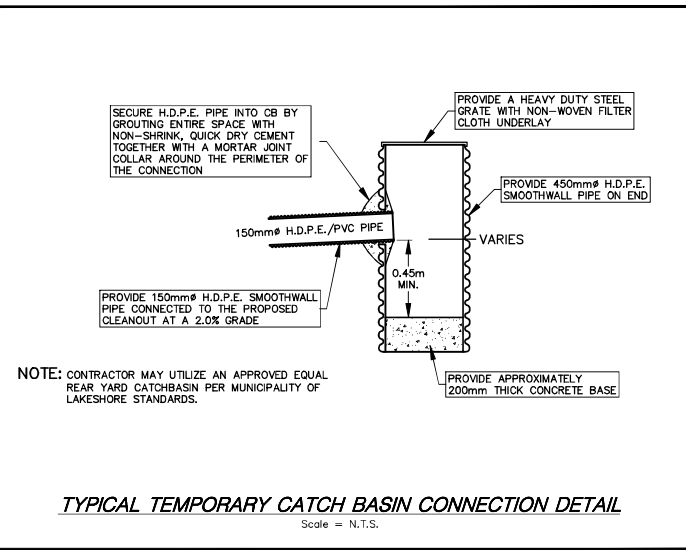 SECURE H.D.P.E. PIPE INTO CB BY
GROUTING ENTIRE SPACE WITH
NON-SHRINK, QUICK DRY CEMENT
TOGETHER WITH A MORTAR JOINT
COLLAR AROUND THE PERIMETER OF
THE CONNECTION
PROVIDE A HEAVY DUTY STEEL
GRATE WITH NON-WOVEN FILTER
CLOTH UNDERLAY
PROVIDE 450mmø H.D.P.E.
SMOOTHWALL PIPE ON END
150mmø H.D.P.E./PVC PIPE
VARIES
0.45m
MIN.
PROVIDE 150mmø H.D.P.E. SMOOTHWALL
PIPE CONNECTED TO THE PROPOSED
CLEANOUT AT A 2.0% GRADE
NOTE: CONTRACTOR MAY UTILIZE AN APPROVED EQUAL
REAR YARD CATCHBASIN PER MUNICIPALITY OF
LAKESHORE STANDARDS.
PROVIDE APPROXIMATELY
200mm THICK CONCRETE BASE
TYPICAL TEMPORARY CATCH BASIN CONNECTION DETAIL
Scale = N.T.S.